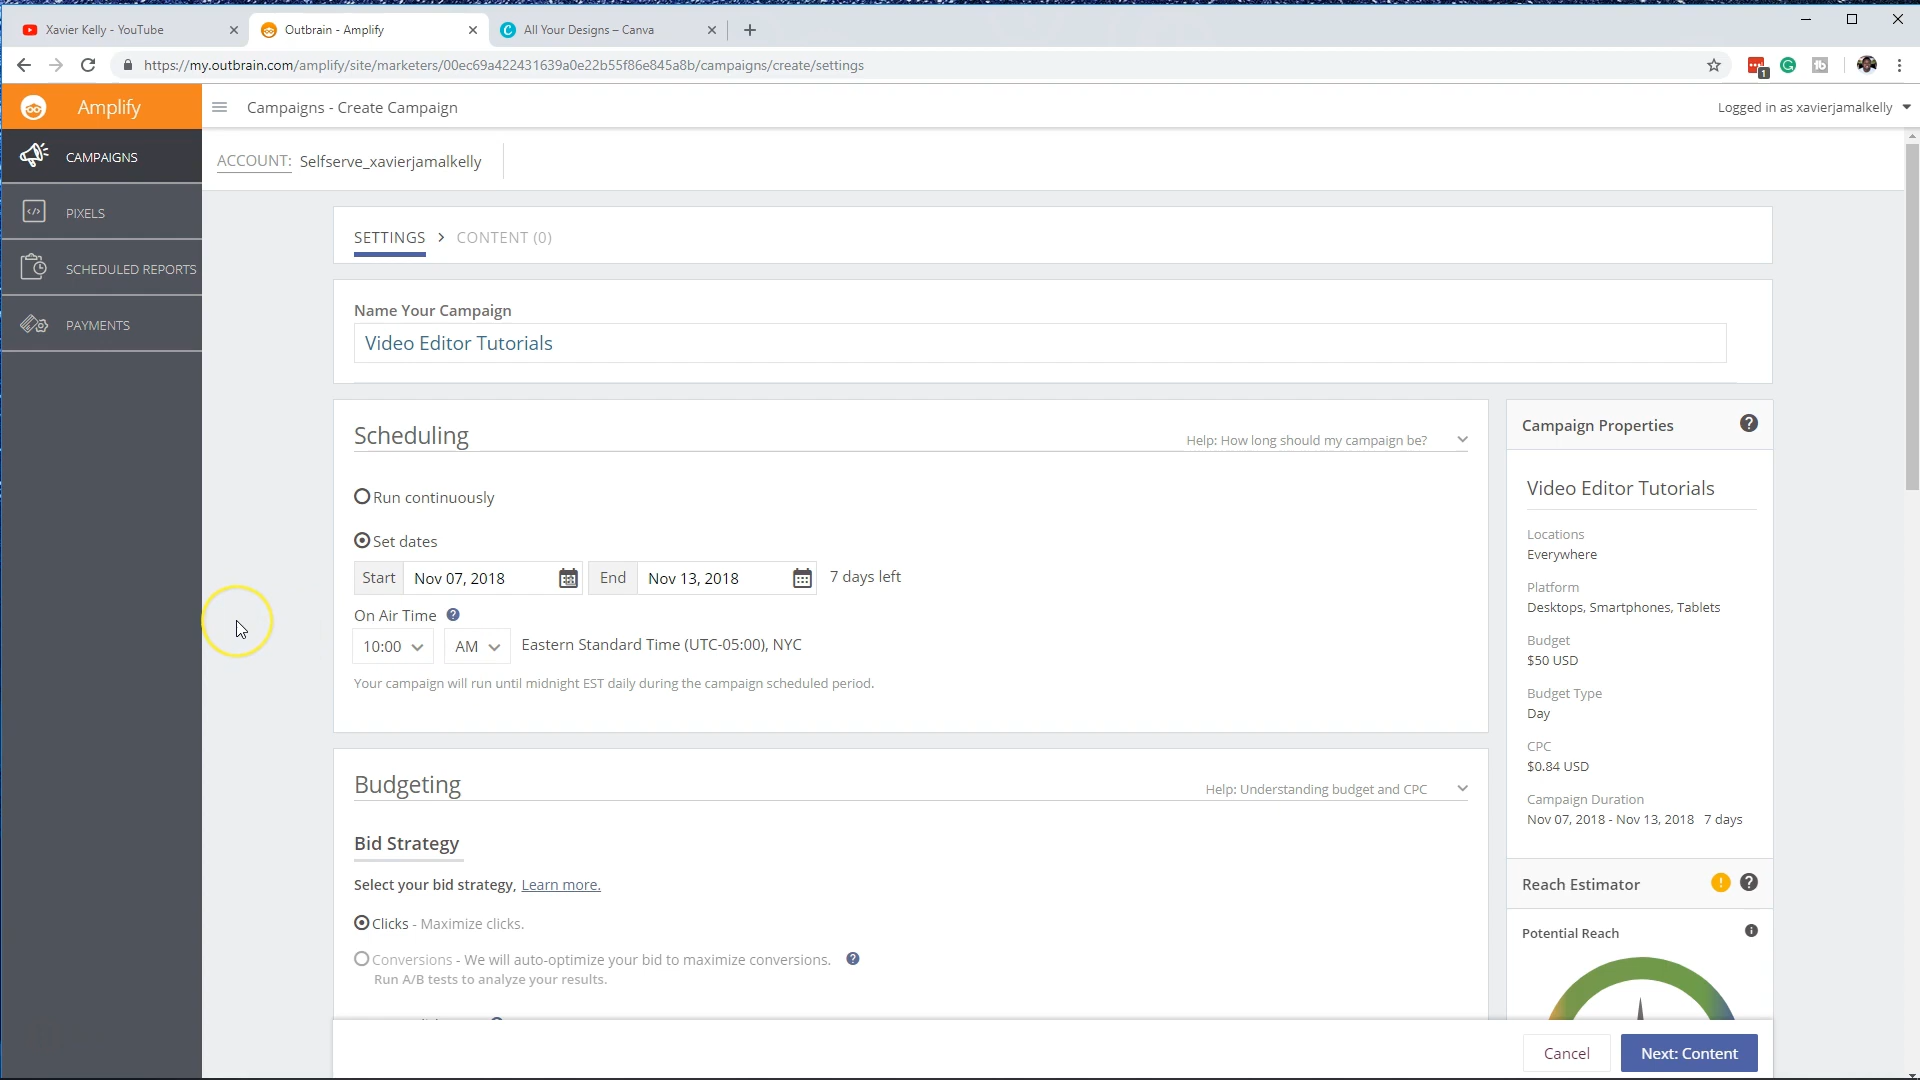 Xavier Kelly - YouTube
Outbrain - Amplify
All Your Designs – Canva
https://my.outbrain.com/amplify/site/marketers/00ec69a422431639a0e22b55f86e845a8b/campaigns/create/settings
1
Amplify
Campaigns - Create Campaign
Logged in as xavierjamalkelly
CAMPAIGNS
PIXELS
SCHEDULED REPORTS
PAYMENTS
ACCOUNT: Selfserve_xavierjamalkelly
SETTINGS > CONTENT (0)
Name Your Campaign
Video Editor Tutorials
Scheduling
Help: How long should my campaign be?
Run continuously
Set dates
Start Nov 07, 2018 End Nov 13, 2018 7 days left
On Air Time ?
10:00 AM Eastern Standard Time (UTC-05:00), NYC
Your campaign will run until midnight EST daily during the campaign scheduled period.
Budgeting
Help: Understanding budget and CPC
Bid Strategy
Select your bid strategy, Learn more.
Clicks - Maximize clicks.
Conversions - We will auto-optimize your bid to maximize conversions. ?
Run A/B tests to analyze your results.
Campaign Properties ?
Video Editor Tutorials
Locations
Everywhere
Platform
Desktops, Smartphones, Tablets
Budget
$50 USD
Budget Type
Day
CPC
$0.84 USD
Campaign Duration
Nov 07, 2018 - Nov 13, 2018 7 days
Reach Estimator ! ?
Potential Reach
Cancel
Next: Content